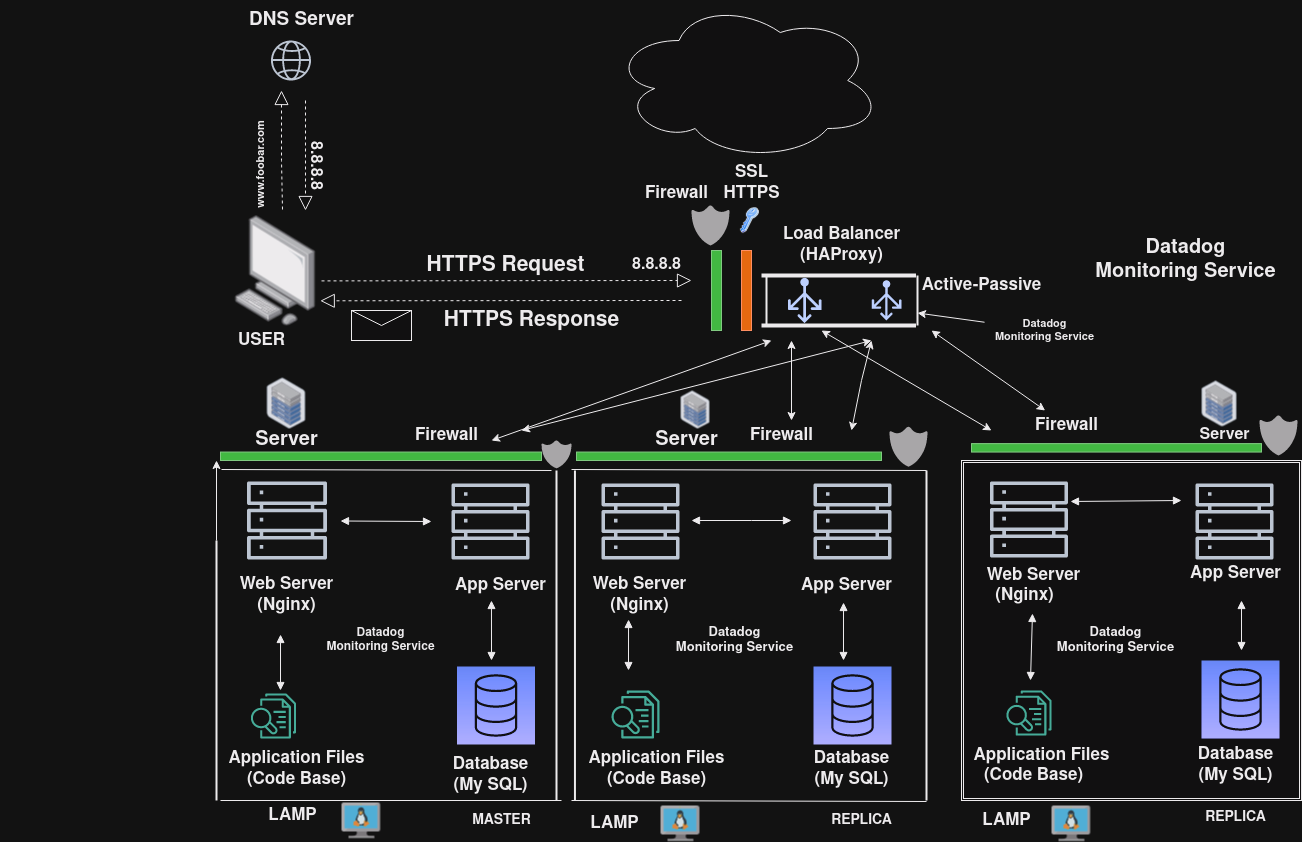 DNS Server
www.foobar.com
8.8.8.8
USER
HTTPS Request
8.8.8.8
HTTPS Response
Firewall
SSL
HTTPS
Load Balancer
(HAProxy)
Active-Passive
Datadog
Monitoring Service
Datadog
Monitoring Service
Server
Firewall
Server
Firewall
Firewall
Server
Web Server
(Nginx)
App Server
Datadog
Monitoring Service
Application Files
(Code Base)
Database
(My SQL)
LAMP
MASTER
Web Server
(Nginx)
App Server
Datadog
Monitoring Service
Application Files
(Code Base)
Database
(My SQL)
LAMP
REPLICA
Web Server
(Nginx)
App Server
Datadog
Monitoring Service
Application Files
(Code Base)
Database
(My SQL)
LAMP
REPLICA